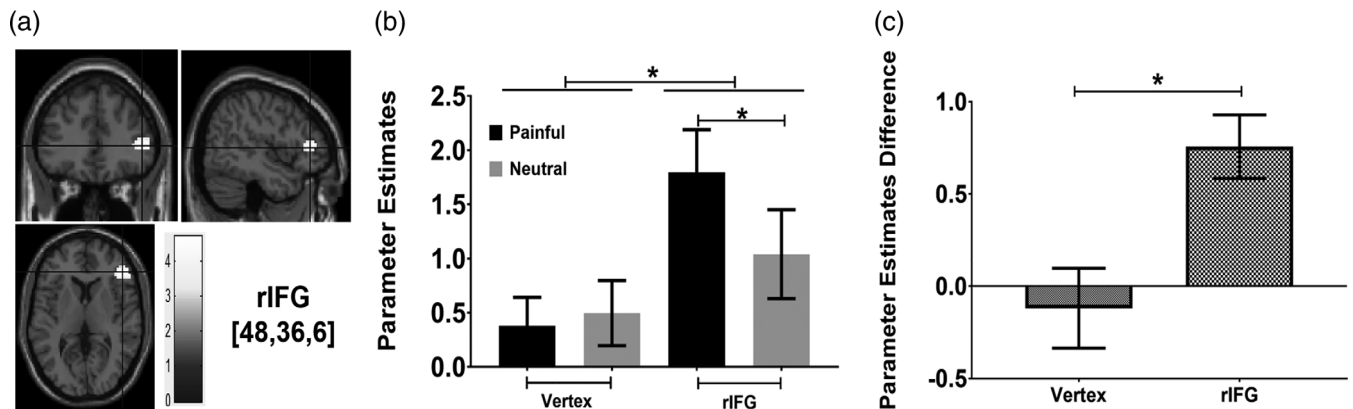 (a)
4
3
2
1
0
rIFG
[48,36,6]
(b)
Parameter Estimates
2.5
2.0
1.5
1.0
0.5
0.0
Painful
Neutral
*
*
Vertex
rIFG
(c)
Parameter Estimates Difference
1.0
0.5
0.0
-0.5
*
Vertex
rIFG